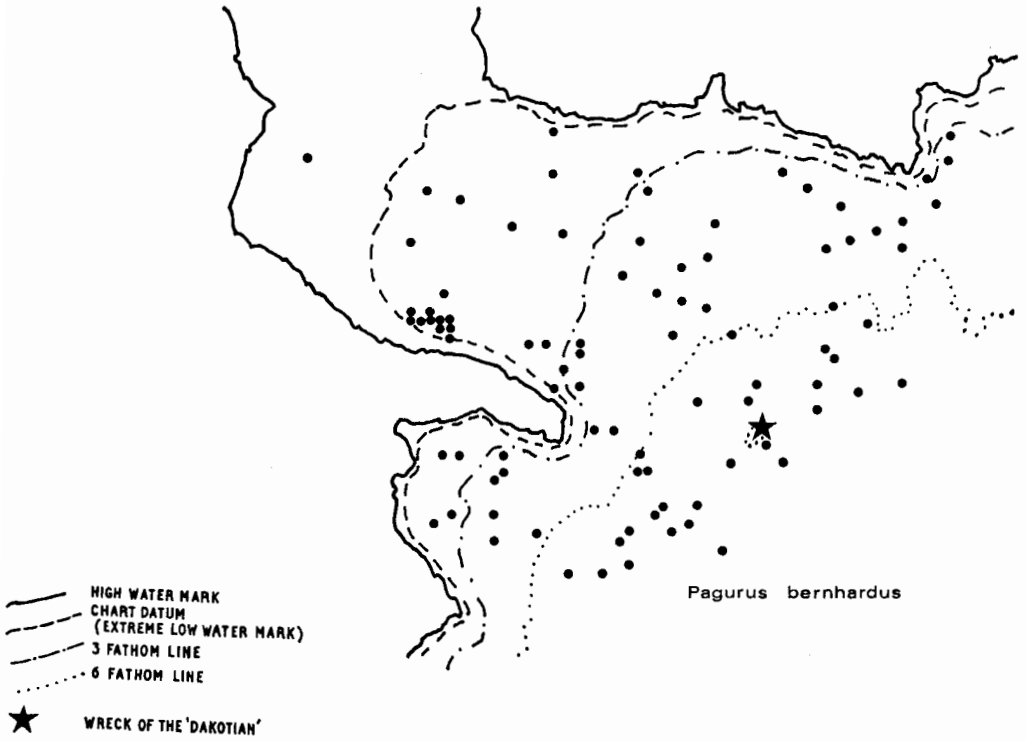 Pagurus bernhardus
HIGH WATER MARK
CHART DATUM
(EXTREME LOW WATER MARK)
3 FATHOM LINE
6 FATHOM LINE
WRECK OF THE 'DAKOTIAN'